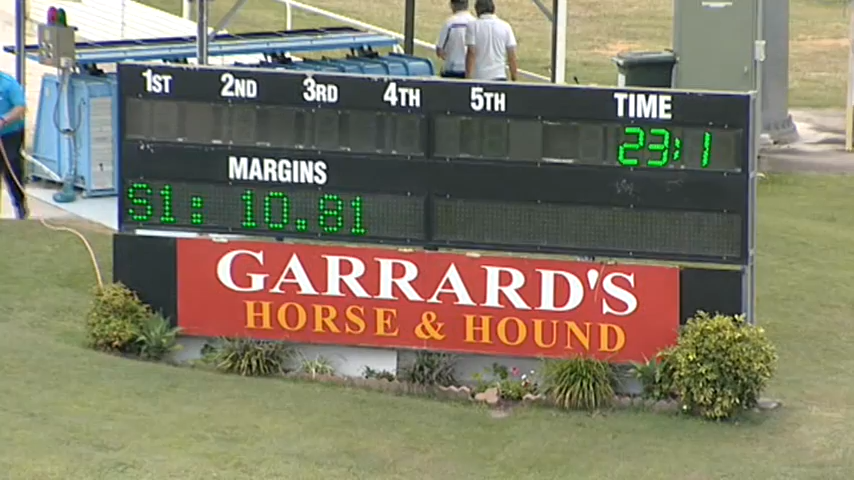 1ST 2ND 3RD 4TH 5TH TIME
23:1
MARGINS
S1: 10.81
GARRARD'S
HORSE & HOUND